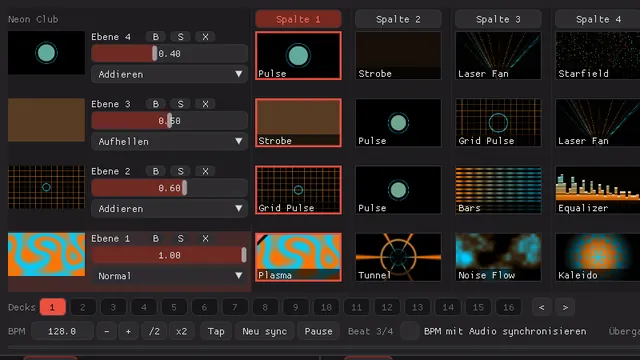 Neon Club
Spalte 1 Spalte 2 Spalte 3 Spalte 4
Ebene 4 B S X
0.40
Addieren ▼
Pulse Strobe Laser Fan Starfield
Ebene 3 B S X
0.50
Aufhellen ▼
Strobe Pulse Grid Pulse Laser Fan
Ebene 2 B S X
0.60
Addieren ▼
Grid Pulse Pulse Bars Equalizer
Ebene 1 B S X
1.00
Normal ▼
Plasma Tunnel Noise Flow Kaleido
Decks 1 2 3 4 5 6 7 8 9 10 11 12 13 14 15 16 < >
BPM 128.0 - + /2 x2 Tap Neu sync Pause Beat 3/4 BPM mit Audio synchronisieren Überga